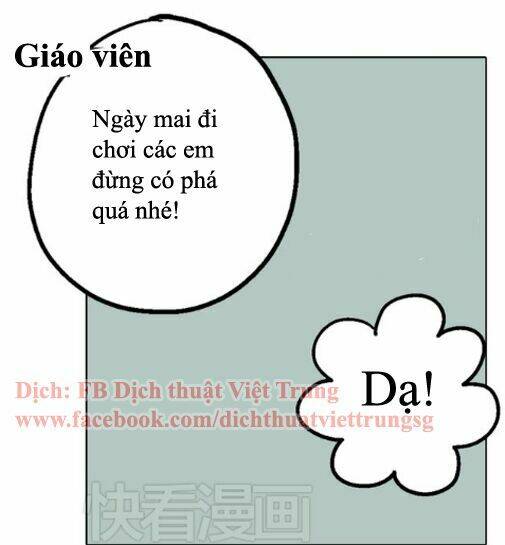 Giáo viên
Ngày mai đi
chơi các em
đừng có phá
quá nhé!
Dạ!
Dịch: FB Dịch thuật Việt Trung
www.facebook.com/dichthuatviettrungsg
快看漫画